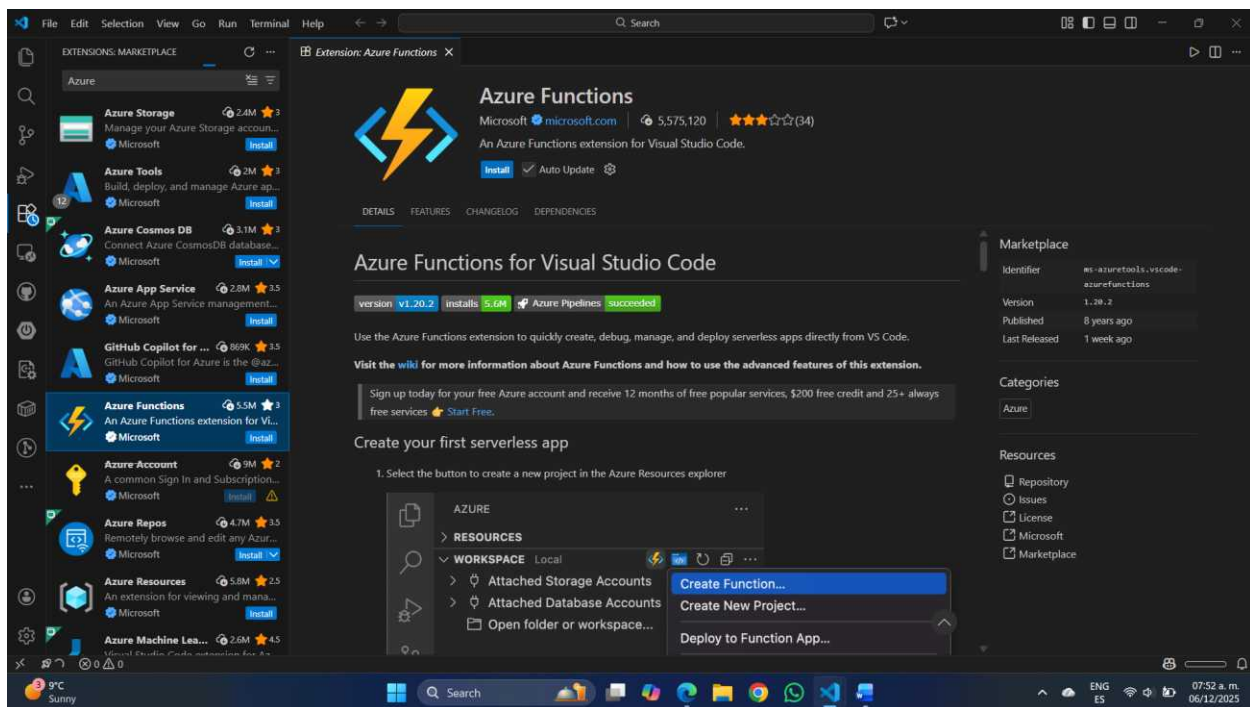 File Edit Selection View Go Run Terminal Help
Search
EXTENSIONS: MARKETPLACE
Azure
Azure Storage 2.4M 3
Manage your Azure Storage accoun...
Microsoft Install
Azure Tools 2M 3
Build, deploy, and manage Azure ap...
Microsoft Install
12
Azure Cosmos DB 3.1M 3
Connect Azure CosmosDB database...
Microsoft Install
Azure App Service 2.8M 3.5
An Azure App Service management...
Microsoft Install
GitHub Copilot for ... 869K 3.5
GitHub Copilot for Azure is the @az...
Microsoft Install
Azure Functions 5.5M 3
An Azure Functions extension for Vi...
Microsoft Install
Azure Account 9M 2
A common Sign In and Subscription...
Microsoft Install
Azure Repos 4.7M 3.5
Remotely browse and edit any Azur...
Microsoft Install
Azure Resources 5.8M 2.5
An extension for viewing and mana...
Microsoft Install
Azure Machine Lea... 2.6M 4.5
Visual Studio Code extension for Az...
Extension: Azure Functions
Azure Functions
Microsoft microsoft.com 5,575,120 (34)
An Azure Functions extension for Visual Studio Code.
Install Auto Update
DETAILS FEATURES CHANGELOG DEPENDENCIES
Azure Functions for Visual Studio Code
version v1.20.2 installs 5.6M Azure Pipelines succeeded
Use the Azure Functions extension to quickly create, debug, manage, and deploy serverless apps directly from VS Code.
Visit the wiki for more information about Azure Functions and how to use the advanced features of this extension.
Sign up today for your free Azure account and receive 12 months of free popular services, $200 free credit and 25+ always
free services 👉 Start Free.
Create your first serverless app
1. Select the button to create a new project in the Azure Resources explorer
AZURE
RESOURCES
WORKSPACE Local
Attached Storage Accounts
Attached Database Accounts
Open folder or workspace...
Create Function...
Create New Project...
Deploy to Function App...
Marketplace
Identifier ms-azuretools.vscode-
azurefunctions
Version 1.20.2
Published 8 years ago
Last Released 1 week ago
Categories
Azure
Resources
Repository
Issues
License
Microsoft
Marketplace
0 0
3
9°C
Sunny
Search
ENG
ES
07:52 a. m.
06/12/2025